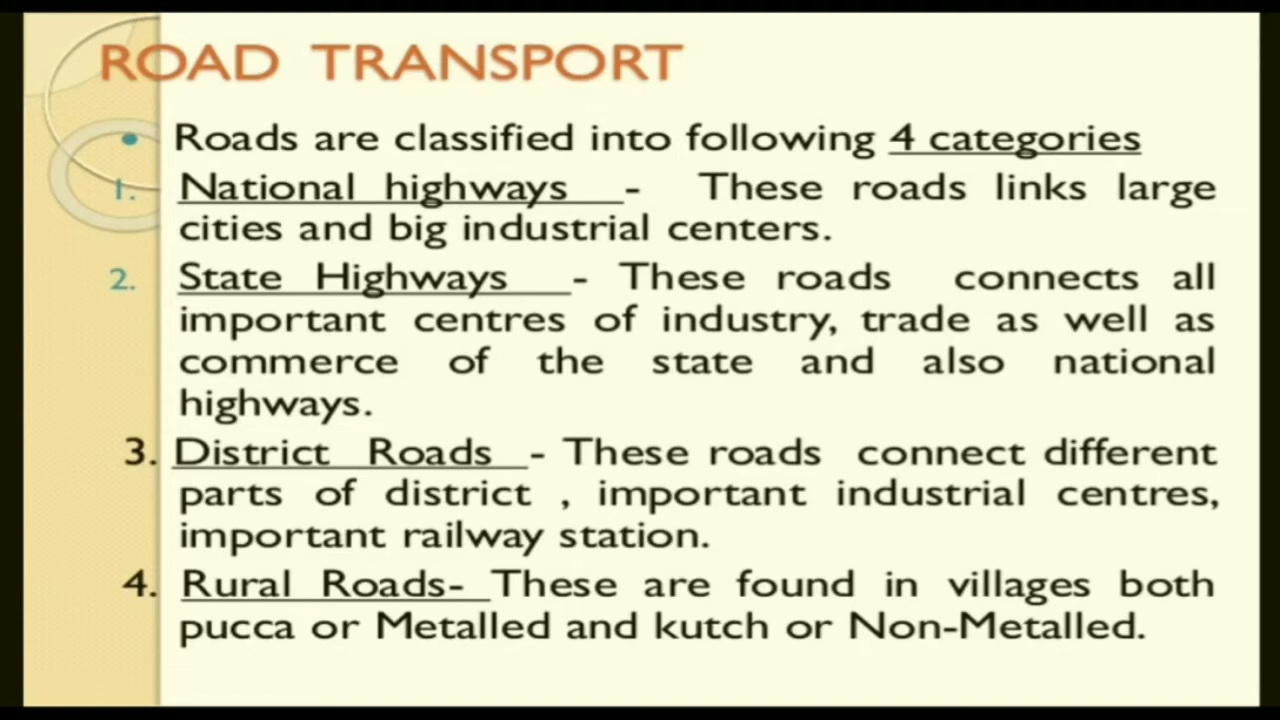 ROAD TRANSPORT
• Roads are classified into following 4 categories
1. National highways - These roads links large
cities and big industrial centers.
2. State Highways - These roads connects all
important centres of industry, trade as well as
commerce of the state and also national
highways.
3. District Roads - These roads connect different
parts of district , important industrial centres,
important railway station.
4. Rural Roads- These are found in villages both
pucca or Metalled and kutch or Non-Metalled.